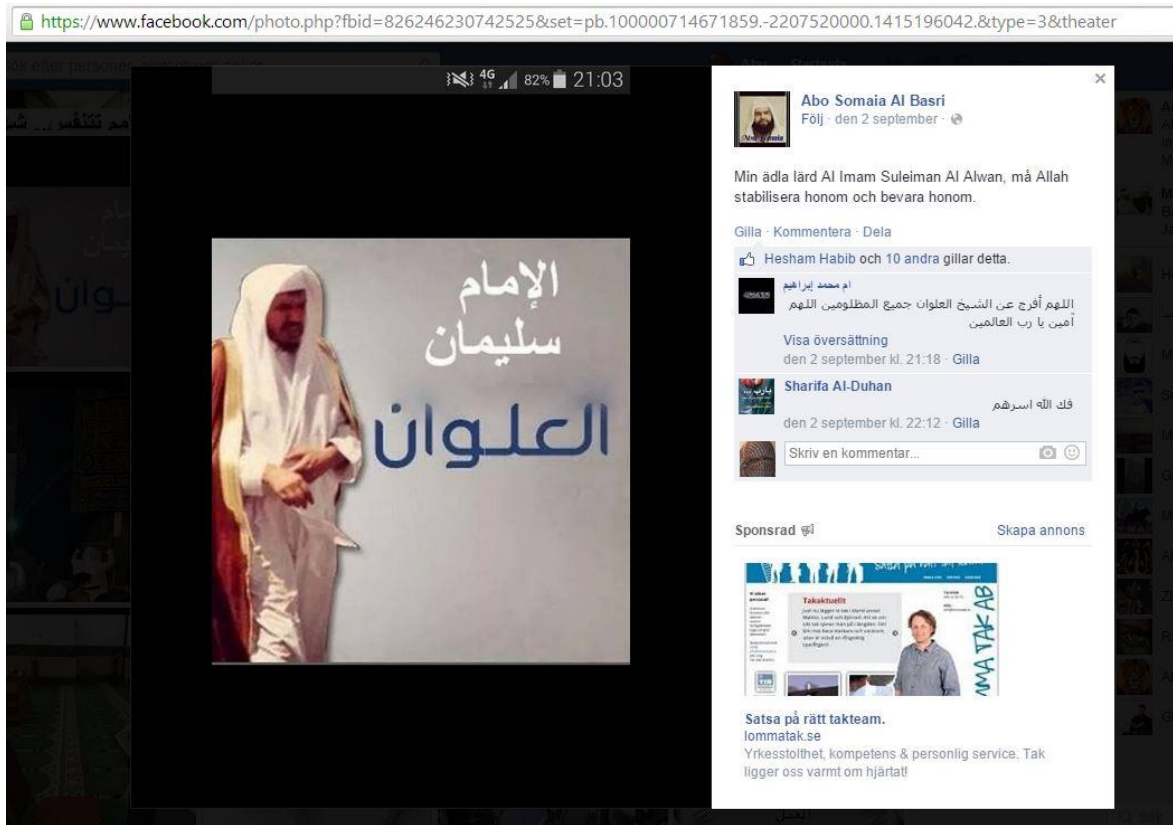 https://www.facebook.com/photo.php?fbid=826246230742525&set=pb.100000714671859.-2207520000.1415196042.&type=3&theater
4G 82% 21:03
الإمام
سليمان
العلوان
Abo Somaia Al Basri
Följ · den 2 september ·
Min ädla lärd Al Imam Suleiman Al Alwan, må Allah
stabilisera honom och bevara honom.
Gilla · Kommentera · Dela
Hesham Habib och 10 andra gillar detta.
ام محمد إبراهيم
اللهم أفرج عن الشيخ العلوان جميع المظلومين اللهم
آمين يا رب العالمين
Visa översättning
den 2 september kl. 21:18 · Gilla
Sharifa Al-Duhan
فك الله اسرهم
den 2 september kl. 22:12 · Gilla
Skriv en kommentar...
Sponsrad
Skapa annons
Takaktuellt
Satsa på rätt takteam.
lommatak.se
Yrkesstolthet, kompetens & personlig service. Tak
ligger oss varmt om hjärtat!